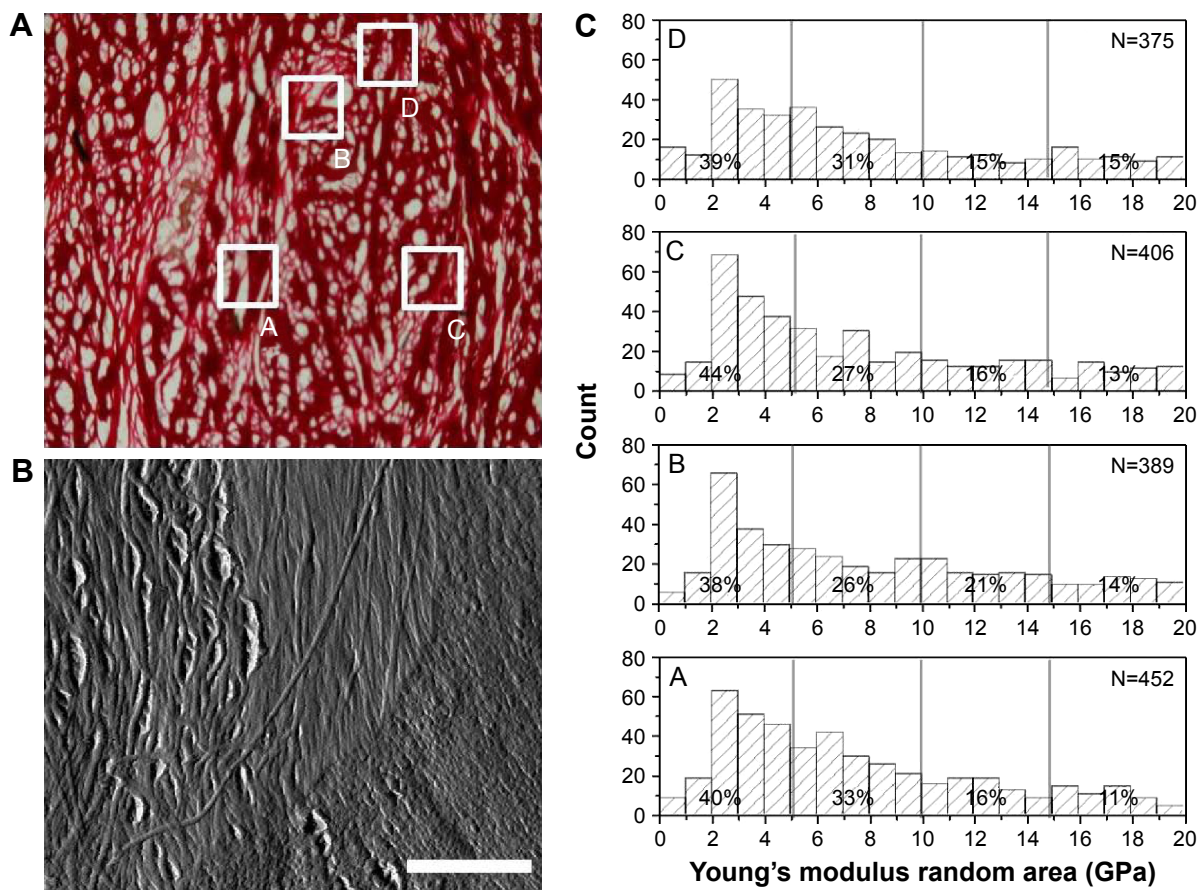 A
B
D
A
C
B
C
Count
80
60
40
20
0
D
N=375
39% 31% 15% 15%
0 2 4 6 8 10 12 14 16 18 20
80
60
40
20
0
C
N=406
44% 27% 16% 13%
0 2 4 6 8 10 12 14 16 18 20
80
60
40
20
0
B
N=389
38% 26% 21% 14%
0 2 4 6 8 10 12 14 16 18 20
80
60
40
20
0
A
N=452
40% 33% 16% 11%
0 2 4 6 8 10 12 14 16 18 20
Young's modulus random area (GPa)